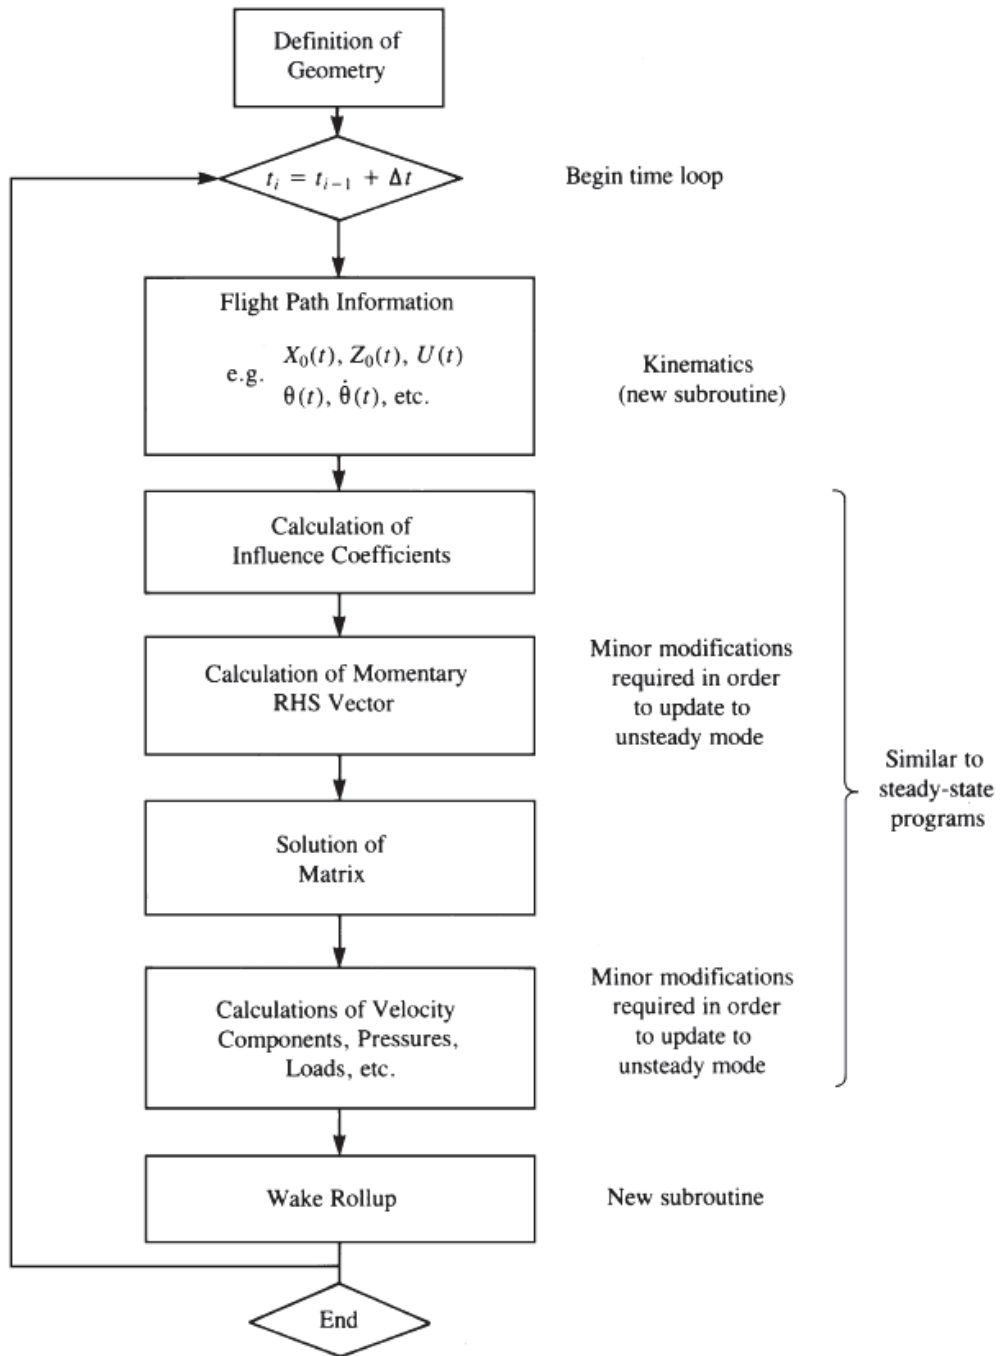 Definition of
Geometry
t_i = t_{i-1} + Δt
Begin time loop
Flight Path Information
e.g.
X₀(t), Z₀(t), U(t)
θ(t), θ̇(t), etc.
Kinematics
(new subroutine)
Calculation of
Influence Coefficients
Calculation of Momentary
RHS Vector
Minor modifications
required in order
to update to
unsteady mode
Solution of
Matrix
Similar to
steady-state
programs
Calculations of Velocity
Components, Pressures,
Loads, etc.
Minor modifications
required in order
to update to
unsteady mode
Wake Rollup
New subroutine
End